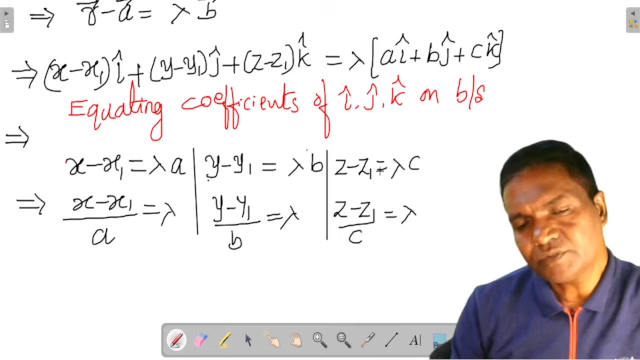 ⇒ r⃗ - a⃗ = λ b⃗
⇒ (x-x₁)î + (y-y₁)ĵ + (z-z₁)k̂ = λ[aî + bĵ + ck̂]
Equating coefficients of î, ĵ, k̂ on b/s
⇒
x-x₁ = λa | y-y₁ = λb | z-z₁ = λc
⇒ (x-x₁)/a = λ | (y-y₁)/b = λ | (z-z₁)/c = λ
A